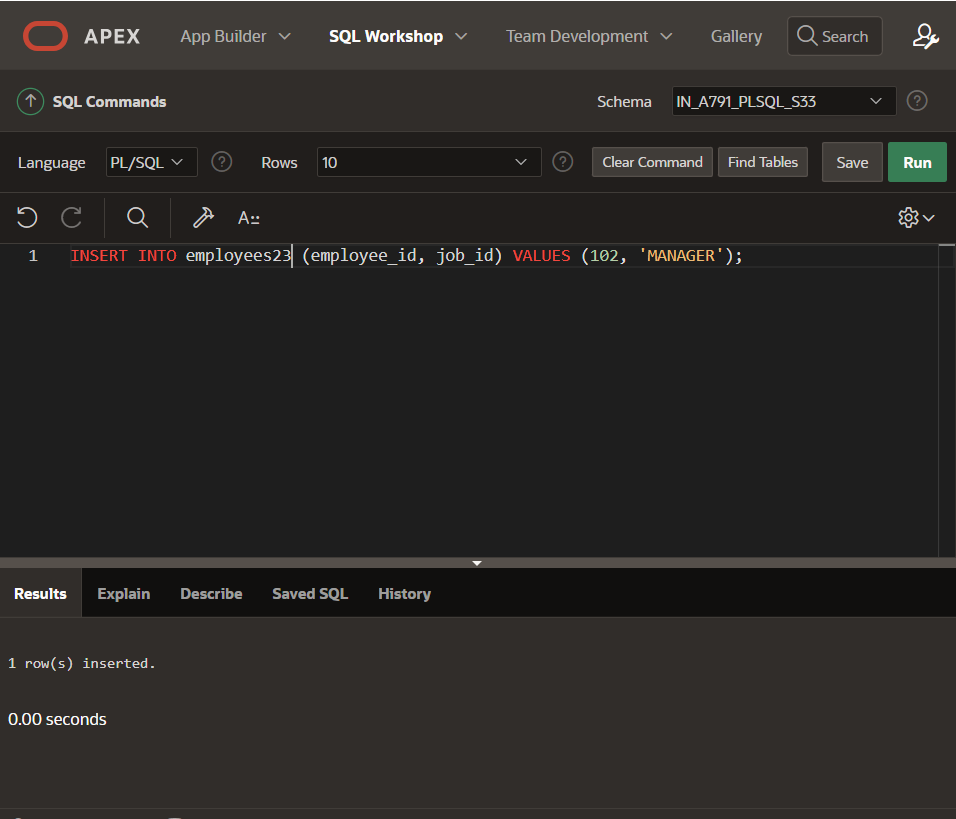 APEX App Builder SQL Workshop Team Development Gallery Search
SQL Commands Schema IN_A791_PLSQL_S33 ?
Language PL/SQL ? Rows 10 ? Clear Command Find Tables Save Run
A::
1 INSERT INTO employees23 (employee_id, job_id) VALUES (102, 'MANAGER');
Results Explain Describe Saved SQL History
1 row(s) inserted.
0.00 seconds